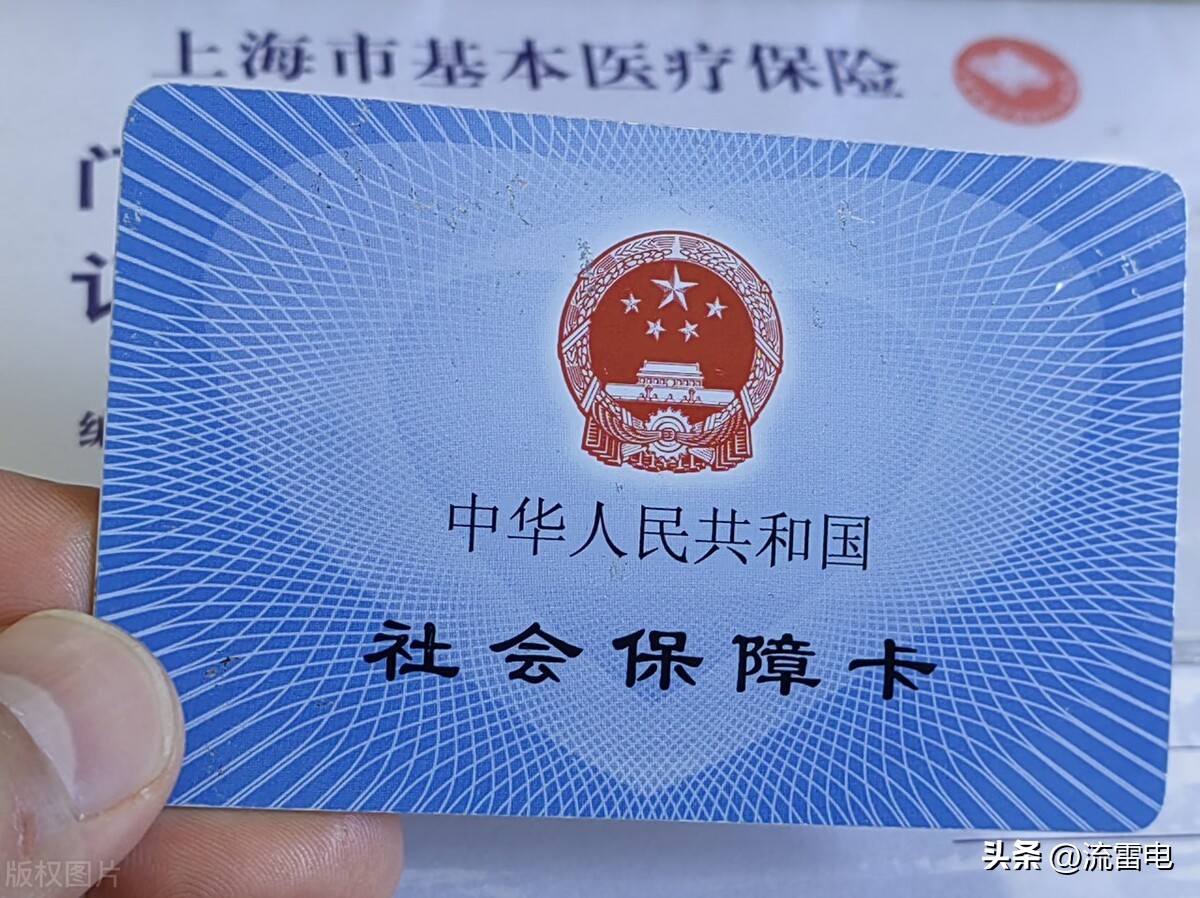 上海市基本医疗保险
门
中华人民共和国
社会保障卡
版权图片
头条 @流雷电